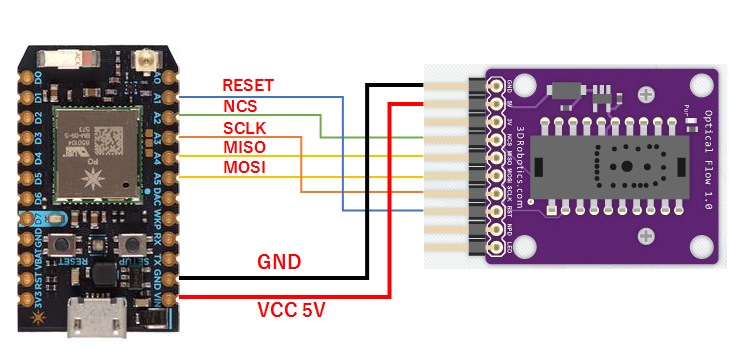 D0
D1
D2
D3
D4
D5
D6
D7
GND
VBAT
RST
3V3
A0
A1
A2
A3
A4
A5
DAC
WKP
RX
TX
GND
VIN
RESET
SETUP
RESET
NCS
SCLK
MISO
MOSI
GND
VCC 5V
GND
5V
3V
NCS
MISO
MOSI
SCLK
RST
NPD
LED
3DRobotics.com
Pwr
Optical Flow 1.0